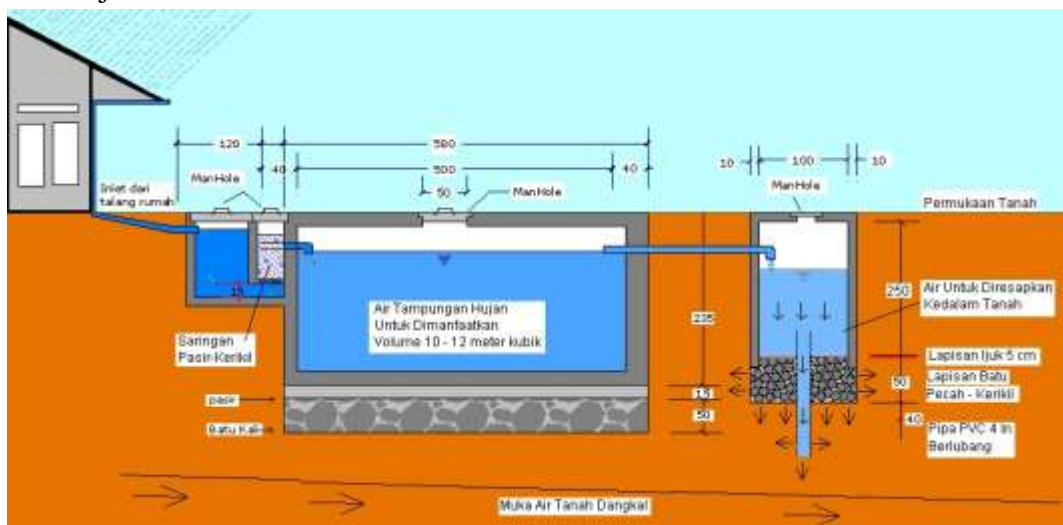 120
580
40
500
40
50
10
100
10
ManHole
ManHole
ManHole
Inlet dari
talang rumah
Permukaan Tanah
Air Tampungan Hujan
Untuk Dimanfaatkan
Volume 10 - 12 meter kubik
250
Air Untuk Diresapkan
Kedalam Tanah
15
Saringan
Pasir-Kerikil
235
Lapisan Ijuk 5 cm
Lapisan Batu
Pecah - Kerikil
50
pasir
15
50
Batu Kali
40
Pipa PVC 4 In
Berlubang
Muka Air Tanah Dangkal